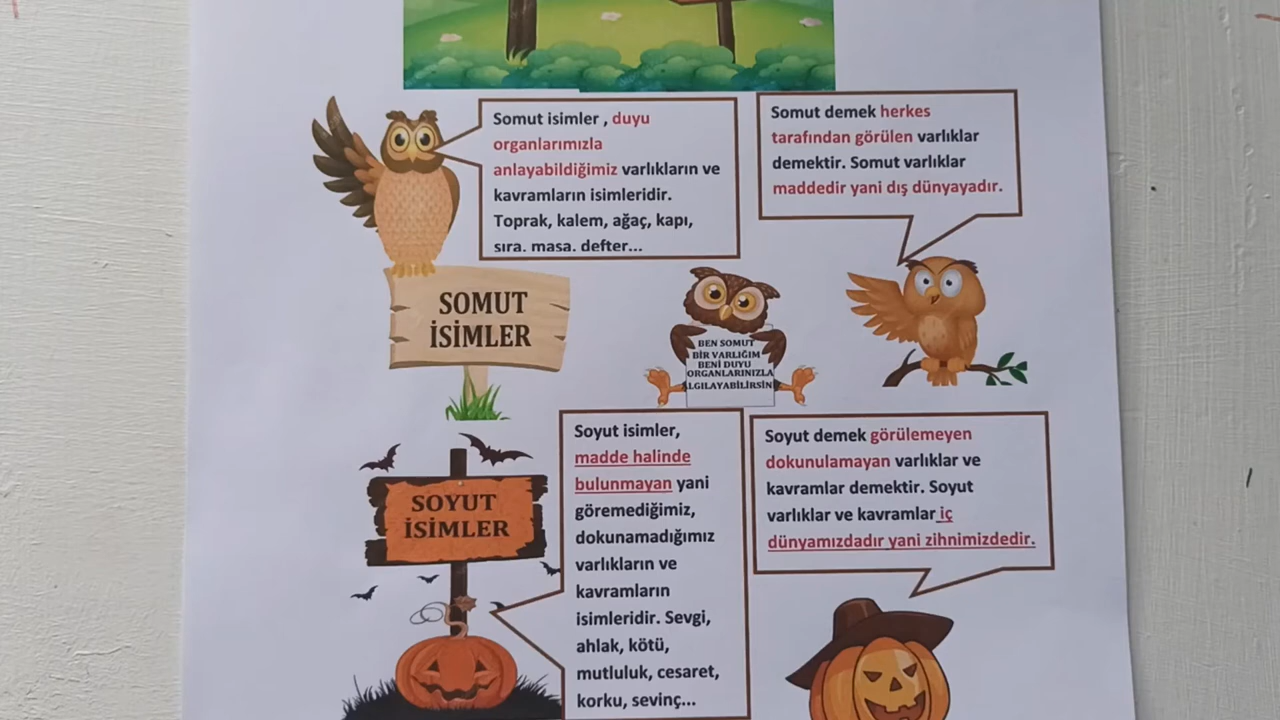 Somut isimler , duyu
organlarımızla
anlayabildiğimiz varlıkların ve
kavramların isimleridir.
Toprak, kalem, ağaç, kapı,
sıra, masa, defter...
Somut demek herkes
tarafından görülen varlıklar
demektir. Somut varlıklar
maddedir yani dış dünyayadır.
SOMUT
İSİMLER
BEN SOMUT
BİR VARLIĞIM
BENİ DUYU
ORGANLARINIZLA
LGILAYABİLİRSİN
SOYUT
İSİMLER
Soyut isimler,
madde halinde
bulunmayan yani
göremediğimiz,
dokunamadığımız
varlıkların ve
kavramların
isimleridir. Sevgi,
ahlak, kötü,
mutluluk, cesaret,
korku, sevinç...
Soyut demek görülemeyen
dokunulamayan varlıklar ve
kavramlar demektir. Soyut
varlıklar ve kavramlar iç
dünyamızdadır yani zihnimizdedir.